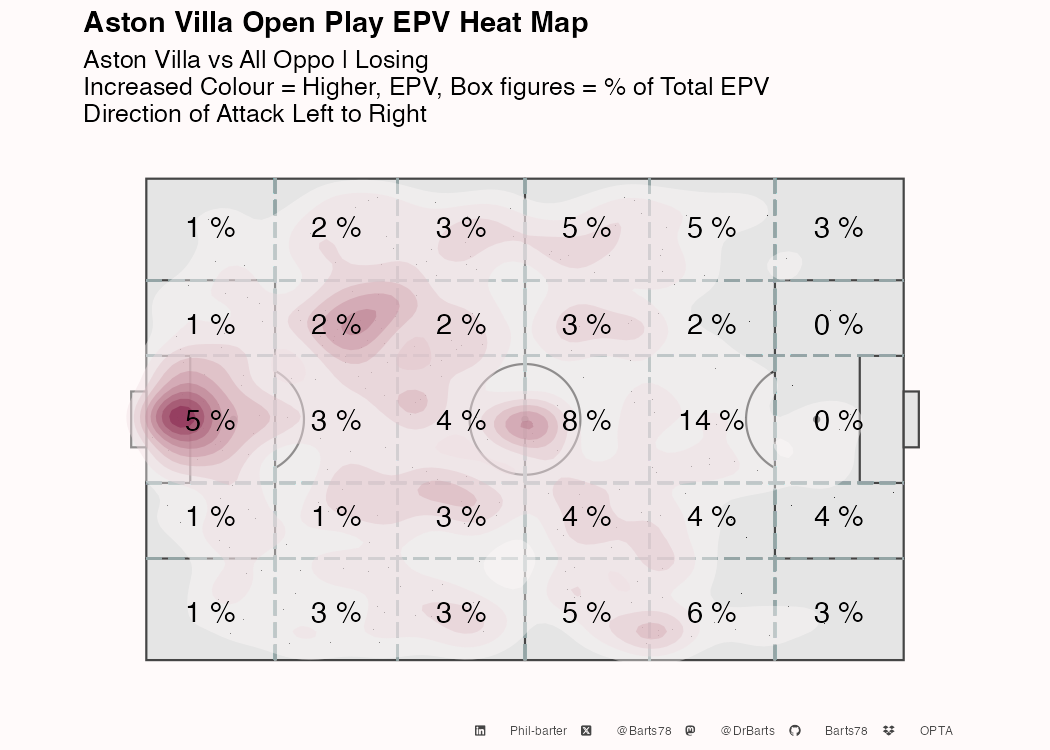 Aston Villa Open Play EPV Heat Map
Aston Villa vs All Oppo | Losing
Increased Colour = Higher, EPV, Box figures = % of Total EPV
Direction of Attack Left to Right
1 % 2 % 3 % 5 % 5 % 3 %
1 % 2 % 2 % 3 % 2 % 0 %
5 % 3 % 4 % 8 % 14 % 0 %
1 % 1 % 3 % 4 % 4 % 4 %
1 % 3 % 3 % 5 % 6 % 3 %
Phil-barter @Barts78 @DrBarts Barts78 OPTA